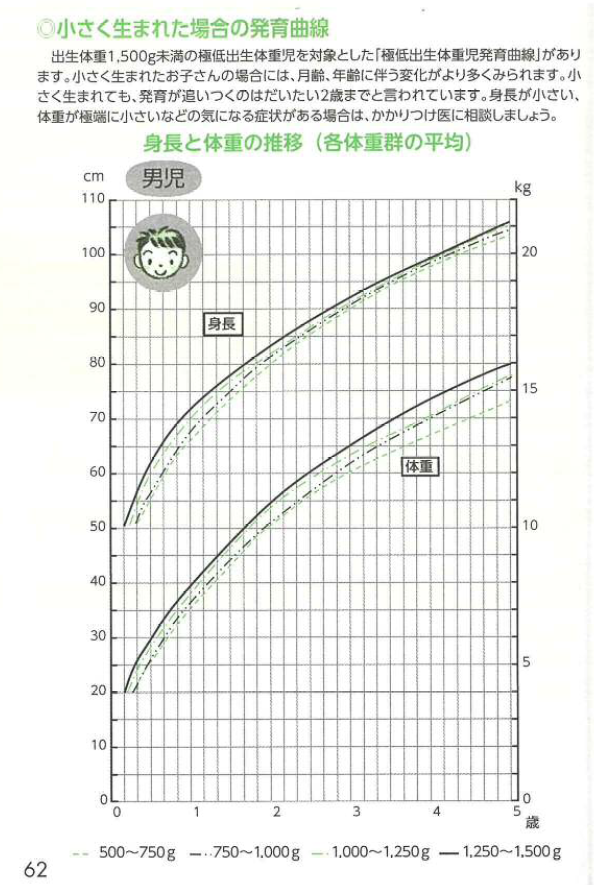 ◎小さく生まれた場合の発育曲線
出生体重1,500g未満の極低出生体重児を対象とした「極低出生体重児発育曲線」があり
ます。小さく生まれたお子さんの場合には、月齢、年齢に伴う変化がより多くみられます。小
さく生まれても、発育が追いつくのはだいたい2歳までと言われています。身長が小さい、
体重が極端に小さいなどの気になる症状がある場合は、かかりつけ医に相談しましょう。
身長と体重の推移（各体重群の平均）
男児
cm
kg
110
100
90
80
70
60
50
40
30
20
10
0
20
15
10
5
0
身長
体重
0 1 2 3 4 5
歳
500〜750g 750〜1,000g 1,000〜1,250g 1,250〜1,500g
62